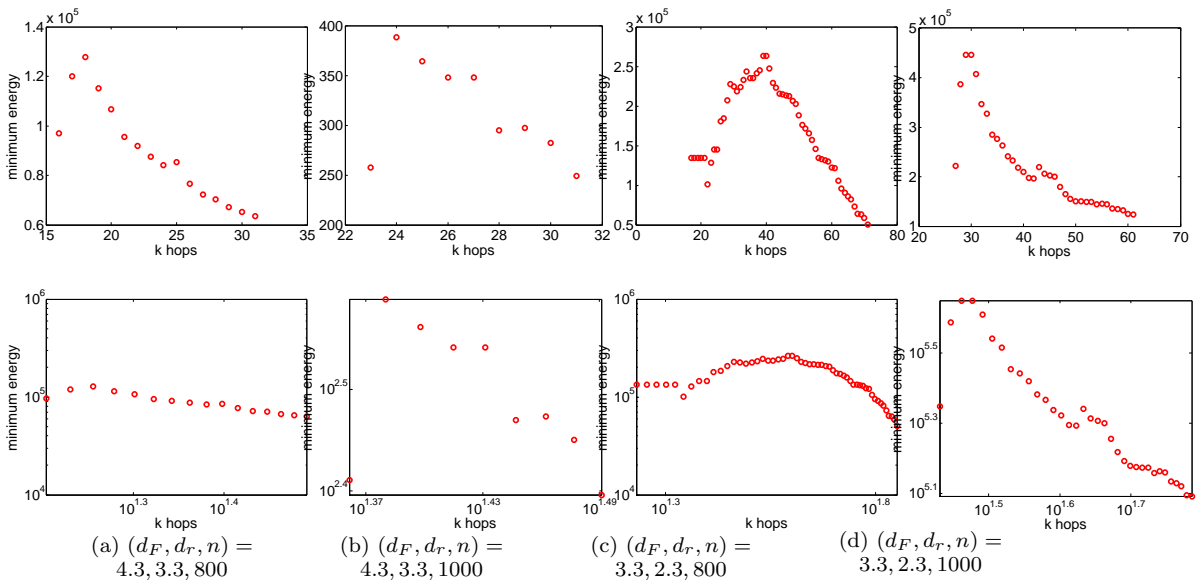 x 10^5
1.4
1.2
1
0.8
0.6
15 20 25 30 35
k hops
minimum energy
400
350
300
250
200
22 24 26 28 30 32
k hops
minimum energy
x 10^5
3
2.5
2
1.5
1
0.5
0 20 40 60 80
k hops
minimum energy
x 10^5
5
4
3
2
1
20 30 40 50 60 70
k hops
minimum energy
10^6
10^5
10^4
10^1.3 10^1.4
k hops
minimum energy
10^2.5
10^2.4
10^1.37 10^1.43 10^1.49
k hops
minimum energy
10^6
10^5
10^4
10^1.3 10^1.8
k hops
minimum energy
10^5.5
10^5.3
10^5.1
10^1.5 10^1.6 10^1.7
k hops
minimum energy
(a) (d_F, d_r, n) =
4.3, 3.3, 800
(b) (d_F, d_r, n) =
4.3, 3.3, 1000
(c) (d_F, d_r, n) =
3.3, 2.3, 800
(d) (d_F, d_r, n) =
3.3, 2.3, 1000